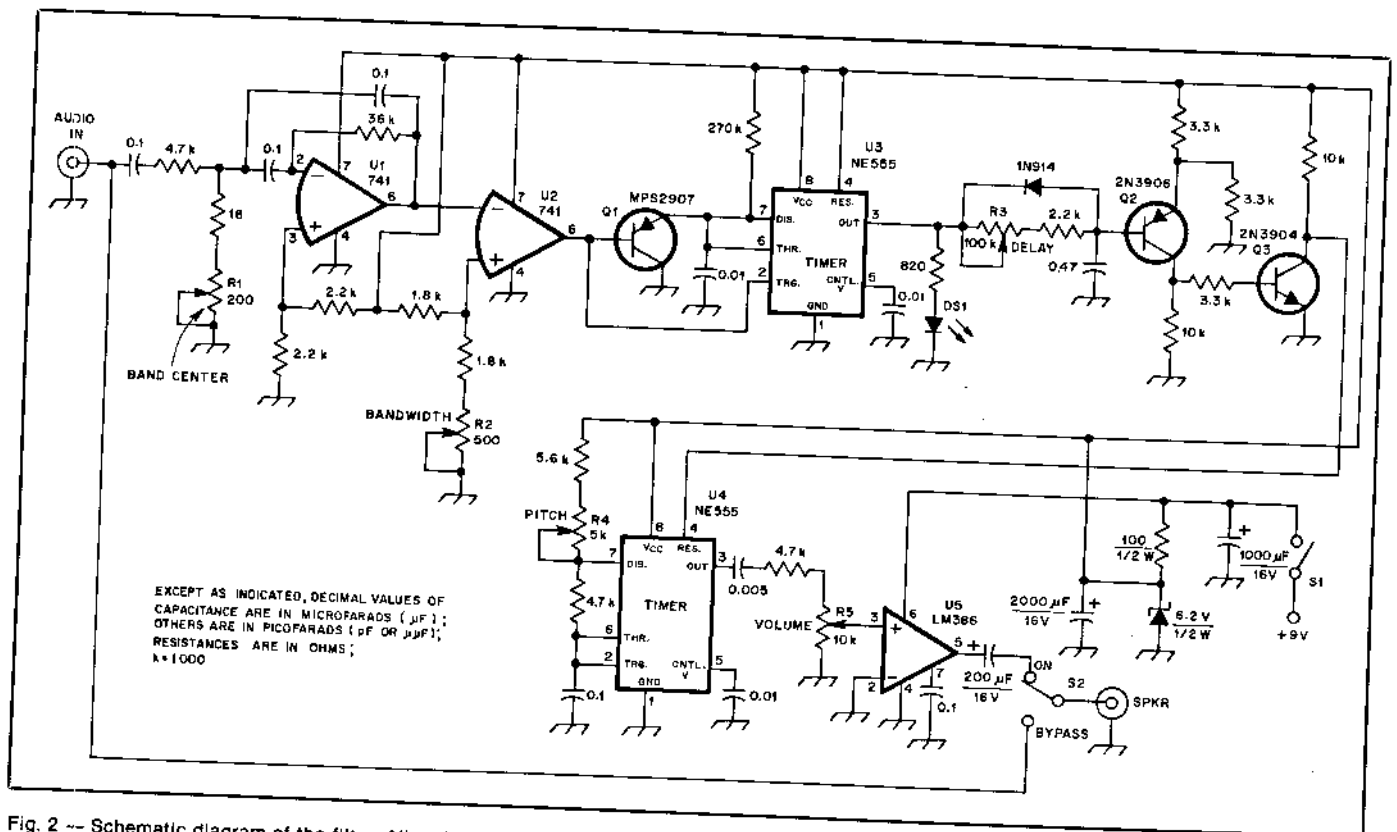 AUDIO
IN
0.1
4.7k
0.1
0.1
36k
18
R1
200
BAND CENTER
2
3
U1
741
7
6
4
2.2k
2.2k
1.8k
1.8k
BANDWIDTH
R2
500
U2
741
7
6
4
MPS2907
Q1
0.01
270k
U3
NE555
8
4
VCC
RES.
7
DIS.
OUT
3
6
THR.
TIMER
2
TRG.
CNTL.
V
5
GND
1
0.01
820
DS1
1N914
R3
100k
DELAY
2.2k
0.47
2N3906
Q2
3.3k
3.3k
10k
3.3k
10k
2N3904
Q3
5.6k
PITCH
R4
5k
4.7k
0.1
U4
NE555
8
4
VCC
RES.
7
DIS.
OUT
3
TIMER
6
THR.
2
TRG.
CNTL.
V
5
GND
1
0.01
0.005
4.7k
VOLUME
R5
10k
U5
LM386
3
2
6
5
7
4
0.1
200µF
16V
ON
S2
BYPASS
SPKR
100
1/2 W
2000µF
16V
6.2V
1/2 W
1000µF
16V
S1
+9V
EXCEPT AS INDICATED, DECIMAL VALUES OF
CAPACITANCE ARE IN MICROFARADS (µF);
OTHERS ARE IN PICOFARADS (pF OR µµF);
RESISTANCES ARE IN OHMS;
k=1000
Fig. 2 -- Schematic diagram of the